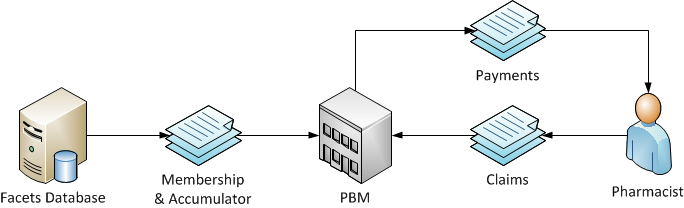 Payments
Facets Database
Membership
& Accumulator
PBM
Claims
Pharmacist